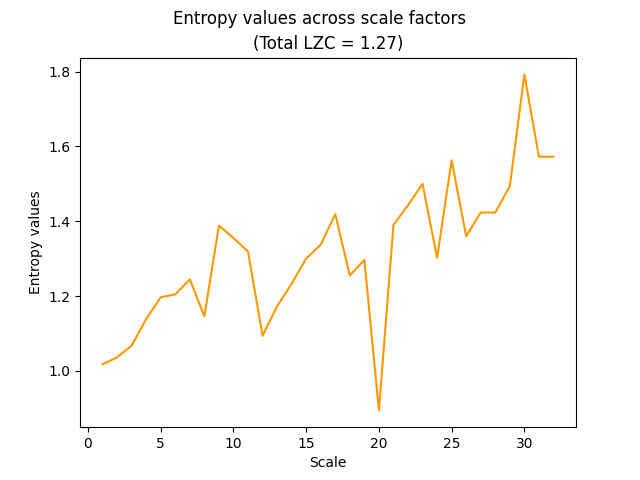 Entropy values across scale factors
(Total LZC = 1.27)
1.8
1.6
1.4
1.2
1.0
Entropy values
0 5 10 15 20 25 30
Scale